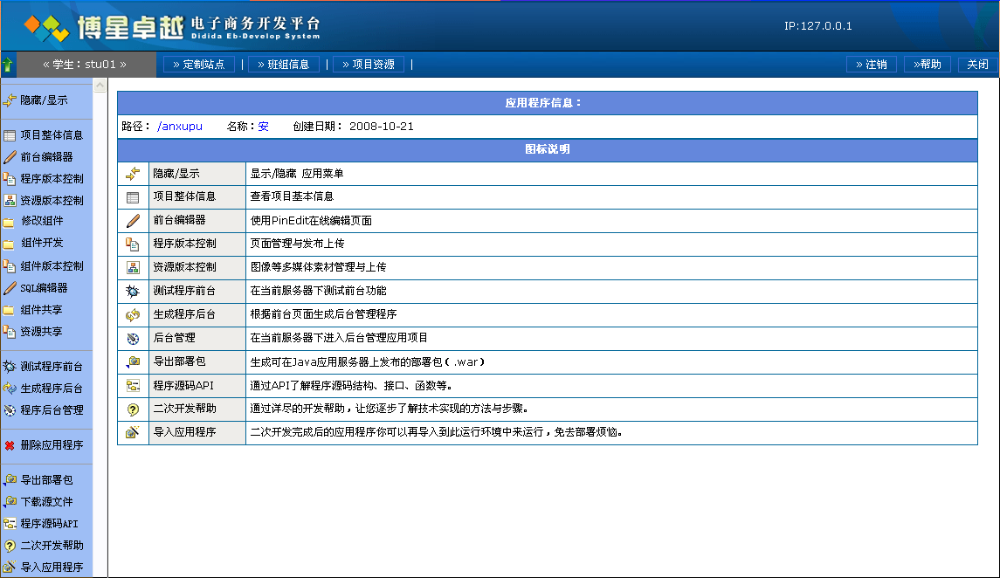 博星卓越 电子商务开发平台
Didida Eb-Develop System
IP:127.0.0.1
« 学生：stu01 »
» 定制站点 | » 班组信息 | » 项目资源 |
» 注销 »帮助 关闭
隐藏/显示
项目整体信息
前台编辑器
程序版本控制
资源版本控制
修改组件
组件开发
组件版本控制
SQL编辑器
组件共享
资源共享
测试程序前台
生成程序后台
程序后台管理
删除应用程序
导出部署包
下载源文件
程序源码API
二次开发帮助
导入应用程序
应用程序信息：
路径： /anxupu 名称：安 创建日期： 2008-10-21
图标说明
隐藏/显示 显示/隐藏 应用菜单
项目整体信息 查看项目基本信息
前台编辑器 使用PinEdit在线编辑页面
程序版本控制 页面管理与发布上传
资源版本控制 图像等多媒体素材管理与上传
测试程序前台 在当前服务器下测试前台功能
生成程序后台 根据前台页面生成后台管理程序
后台管理 在当前服务器下进入后台管理应用项目
导出部署包 生成可在Java应用服务器上发布的部署包（.war）
程序源码API 通过API了解程序源码结构、接口、函数等。
二次开发帮助 通过详尽的开发帮助，让您逐步了解技术实现的方法与步骤。
导入应用程序 二次开发完成后的应用程序你可以再导入到此运行环境中来运行，免去部署烦恼。